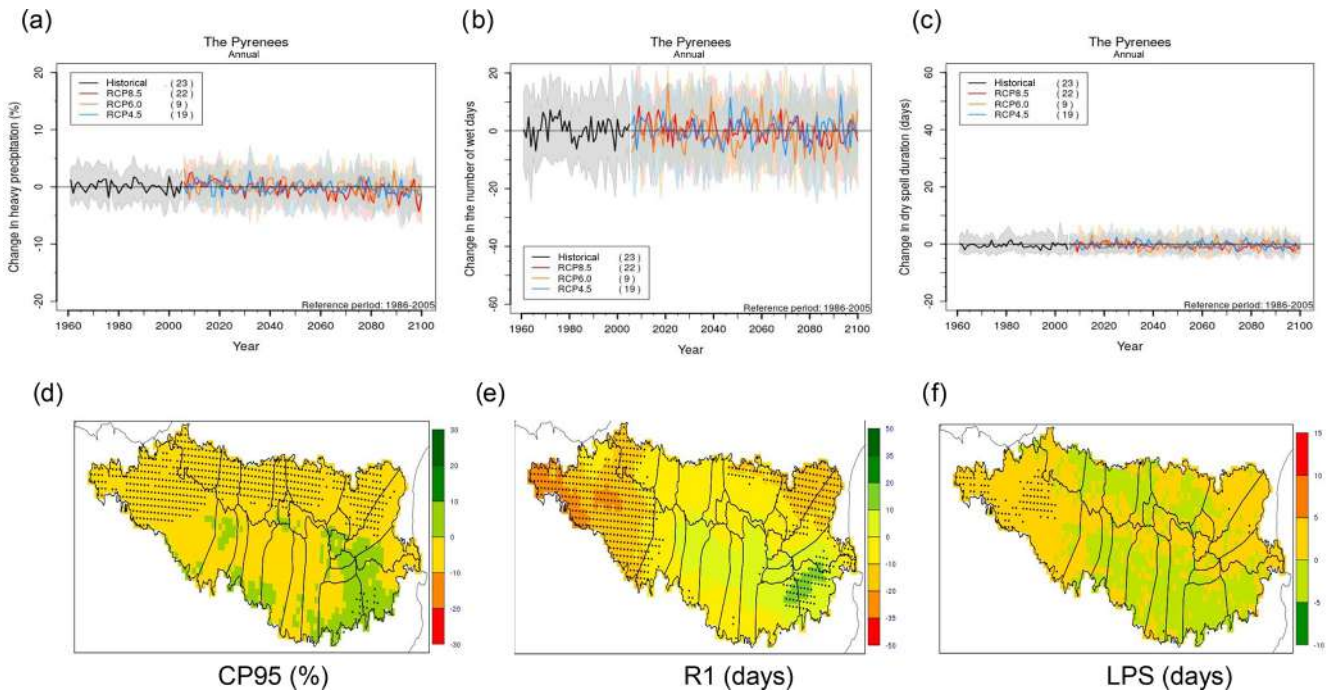 (a)
The Pyrenees
Annual
Historical (23)
RCP8.5 (22)
RCP6.0 (9)
RCP4.5 (19)
Change in heavy precipitation (%)
20
10
0
-10
-20
Reference period: 1986-2005
1960 1980 2000 2020 2040 2060 2080 2100
Year
(b)
The Pyrenees
Annual
Change in the number of wet days
20
0
-20
-40
-60
Historical (23)
RCP8.5 (22)
RCP6.0 (9)
RCP4.5 (19)
Reference period: 1986-2005
1960 1980 2000 2020 2040 2060 2080 2100
Year
(c)
The Pyrenees
Annual
Historical (23)
RCP8.5 (22)
RCP6.0 (9)
RCP4.5 (19)
Change in dry spell duration (days)
60
40
20
0
-20
Reference period: 1986-2005
1960 1980 2000 2020 2040 2060 2080 2100
Year
(d)
30
20
10
0
-10
-20
-30
CP95 (%)
(e)
50
35
20
10
5
0
-5
-10
-20
-35
-50
R1 (days)
(f)
15
10
5
0
-5
-10
LPS (days)